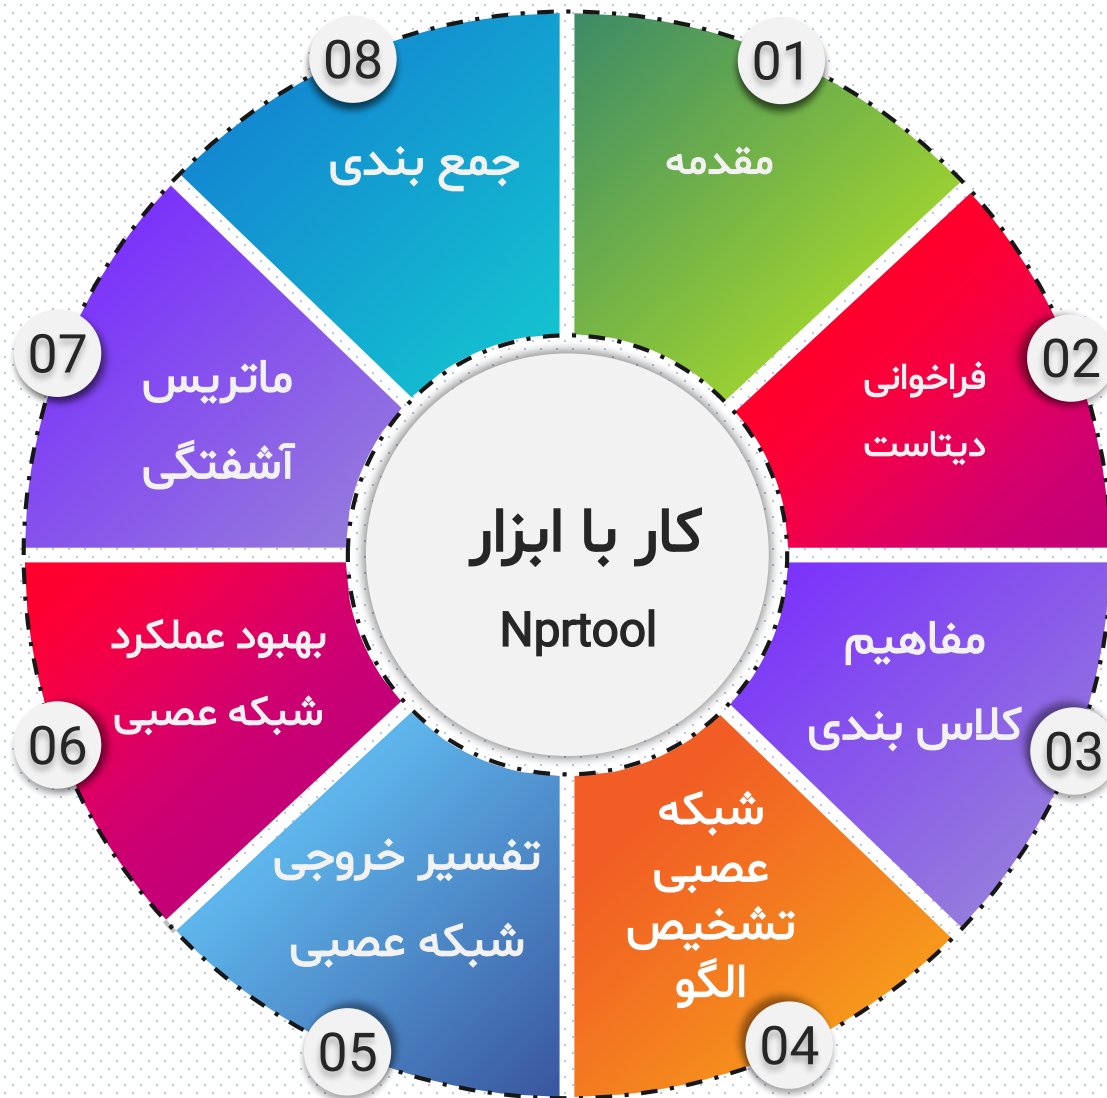 کار با ابزار
Nprtool
01
مقدمه
02
فراخوانی
دیتاست
03
مفاهیم
کلاس بندی
04
شبکه
عصبی
تشخیص
الگو
05
تفسیر خروجی
شبکه عصبی
06
بهبود عملکرد
شبکه عصبی
07
ماتریس
آشفتگی
08
جمع بندی